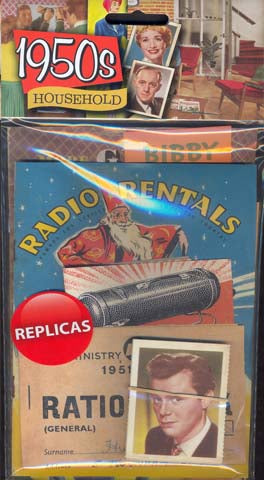 1950s
HOUSEHOLD
BIBBY
RADIO RENTALS
REPLICAS
MINISTRY
1951
RATIO
(GENERAL)
Surname